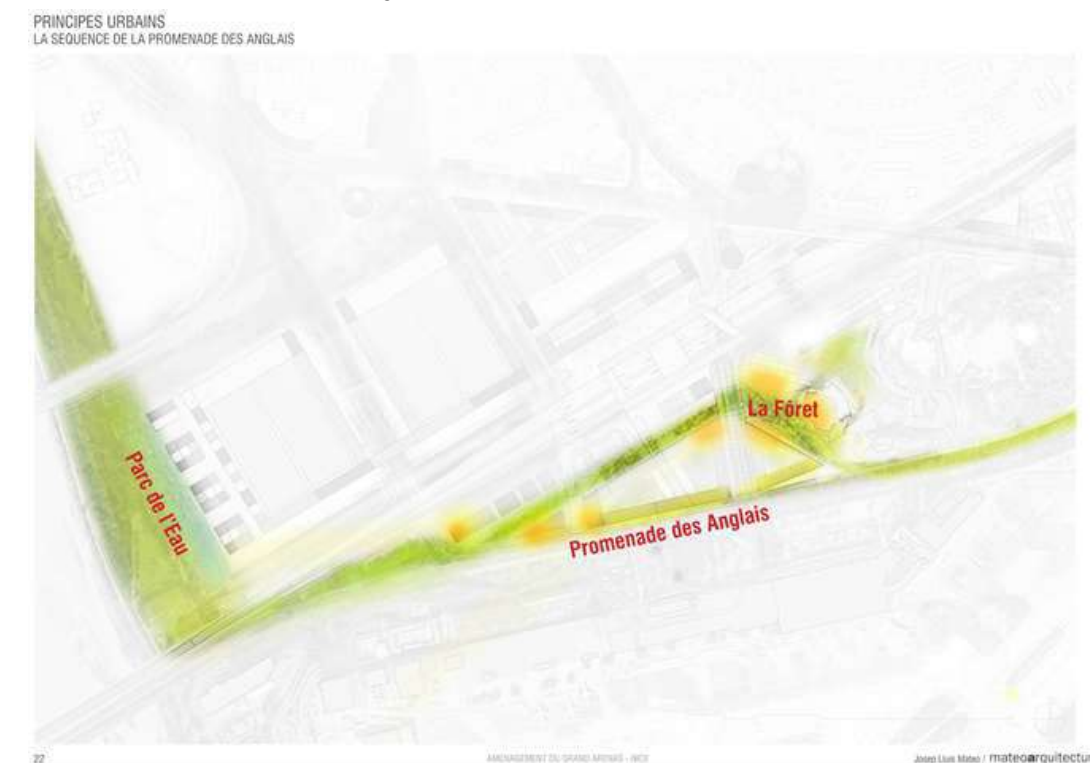 PRINCIPES URBAINS
LA SEQUENCE DE LA PROMENADE DES ANGLAIS
La Fôret
Parc de l'Eau
Promenade des Anglais
22
AMENAGEMENT DU GRAND ARENAS - NICE
Josep Lluis Mateo / mateoarquitectu